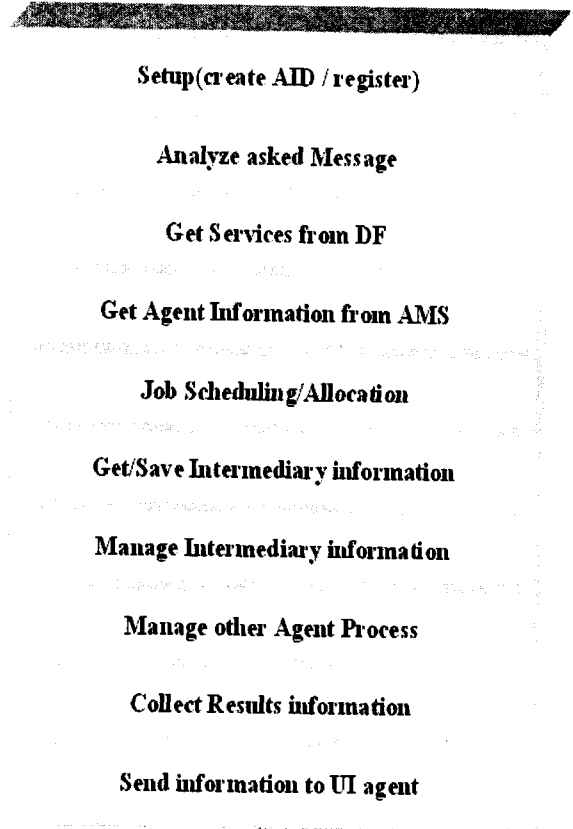 Setup(create AID / register)
Analyze asked Message
Get Services from DF
Get Agent Information from AMS
Job Scheduling/Allocation
Get/Save Intermediary information
Manage Intermediary information
Manage other Agent Process
Collect Results information
Send information to UI agent